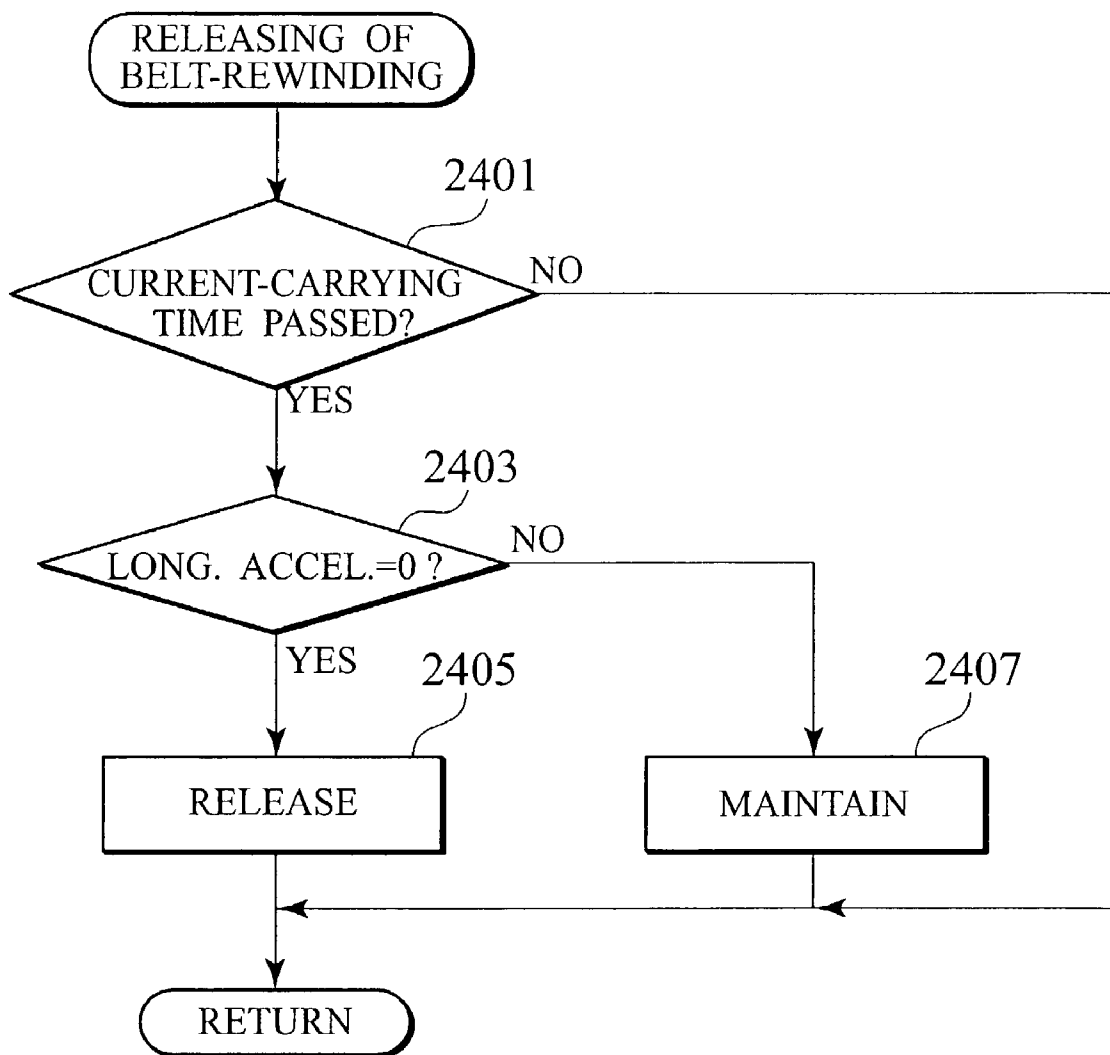 RELEASING OF
BELT-REWINDING
2401
CURRENT-CARRYING
TIME PASSED?
NO
YES
2403
LONG. ACCEL.=0 ?
NO
YES
2405
2407
RELEASE
MAINTAIN
RETURN